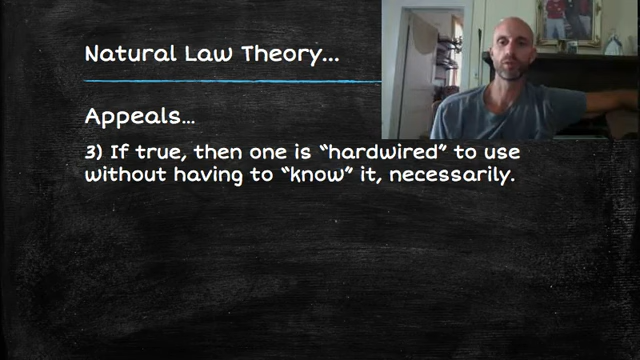 Natural Law Theory...
Appeals...
3) If true, then one is “hardwired” to use
without having to “know” it, necessarily.